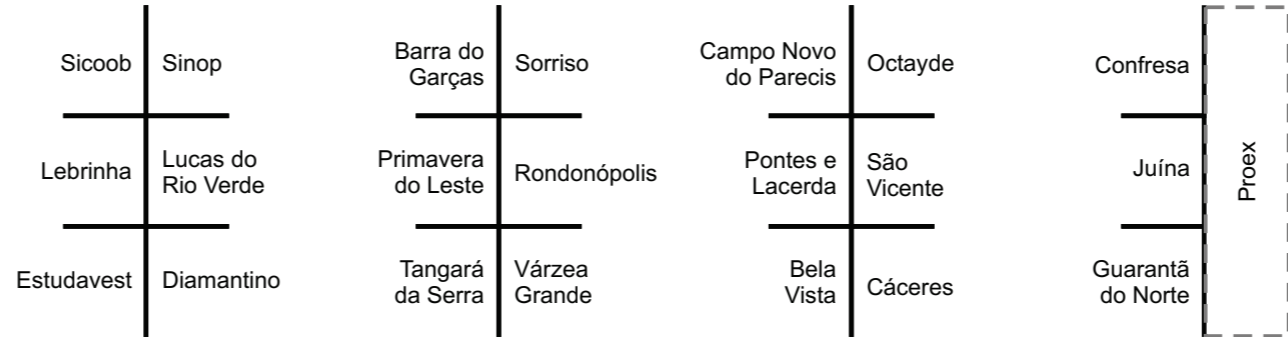 Sicoob
Sinop
Lebrinha
Lucas do
Rio Verde
Estudavest
Diamantino
Barra do
Garças
Sorriso
Primavera
do Leste
Rondonópolis
Tangará
da Serra
Várzea
Grande
Campo Novo
do Parecis
Octayde
Pontes e
Lacerda
São
Vicente
Bela
Vista
Cáceres
Confresa
Juína
Guarantã
do Norte
Proex